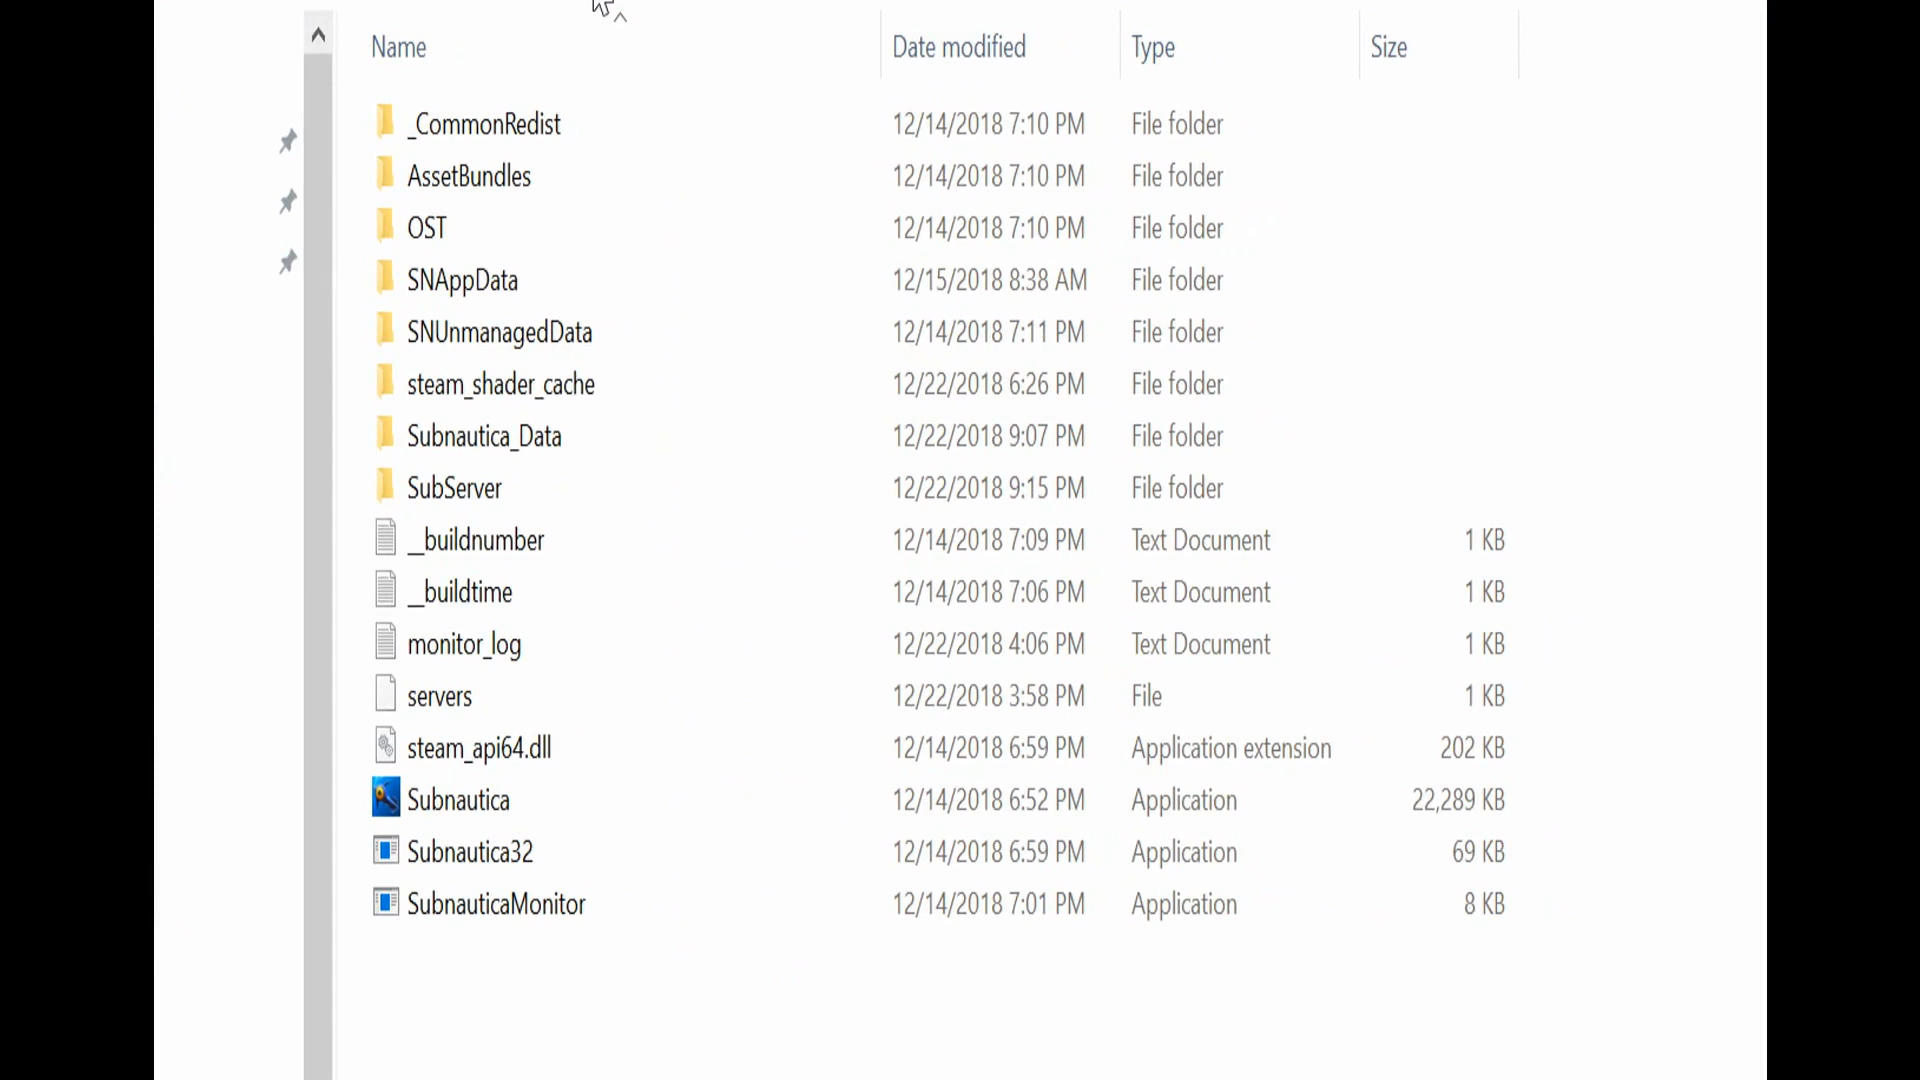 Name Date modified Type Size
_CommonRedist 12/14/2018 7:10 PM File folder
AssetBundles 12/14/2018 7:10 PM File folder
OST 12/14/2018 7:10 PM File folder
SNAppData 12/15/2018 8:38 AM File folder
SNUnmanagedData 12/14/2018 7:11 PM File folder
steam_shader_cache 12/22/2018 6:26 PM File folder
Subnautica_Data 12/22/2018 9:07 PM File folder
SubServer 12/22/2018 9:15 PM File folder
__buildnumber 12/14/2018 7:09 PM Text Document 1 KB
__buildtime 12/14/2018 7:06 PM Text Document 1 KB
monitor_log 12/22/2018 4:06 PM Text Document 1 KB
servers 12/22/2018 3:58 PM File 1 KB
steam_api64.dll 12/14/2018 6:59 PM Application extension 202 KB
Subnautica 12/14/2018 6:52 PM Application 22,289 KB
Subnautica32 12/14/2018 6:59 PM Application 69 KB
SubnauticaMonitor 12/14/2018 7:01 PM Application 8 KB